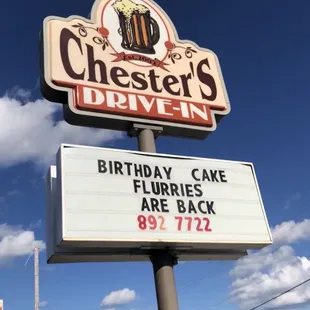 Chester's
DRIVE-IN
BIRTHDAY CAKE
FLURRIES
ARE BACK
892 7722